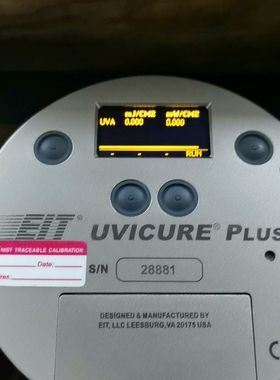 mJ/CM2 mW/CM2
UVA 0.000 0.000
RUN
EIT® UVICURE® PLUS
NIST TRACEABLE CALIBRATION
Date:
res:
S/N 28881
DESIGNED & MANUFACTURED BY
EIT, LLC LEESBURG, VA 20175 USA
C